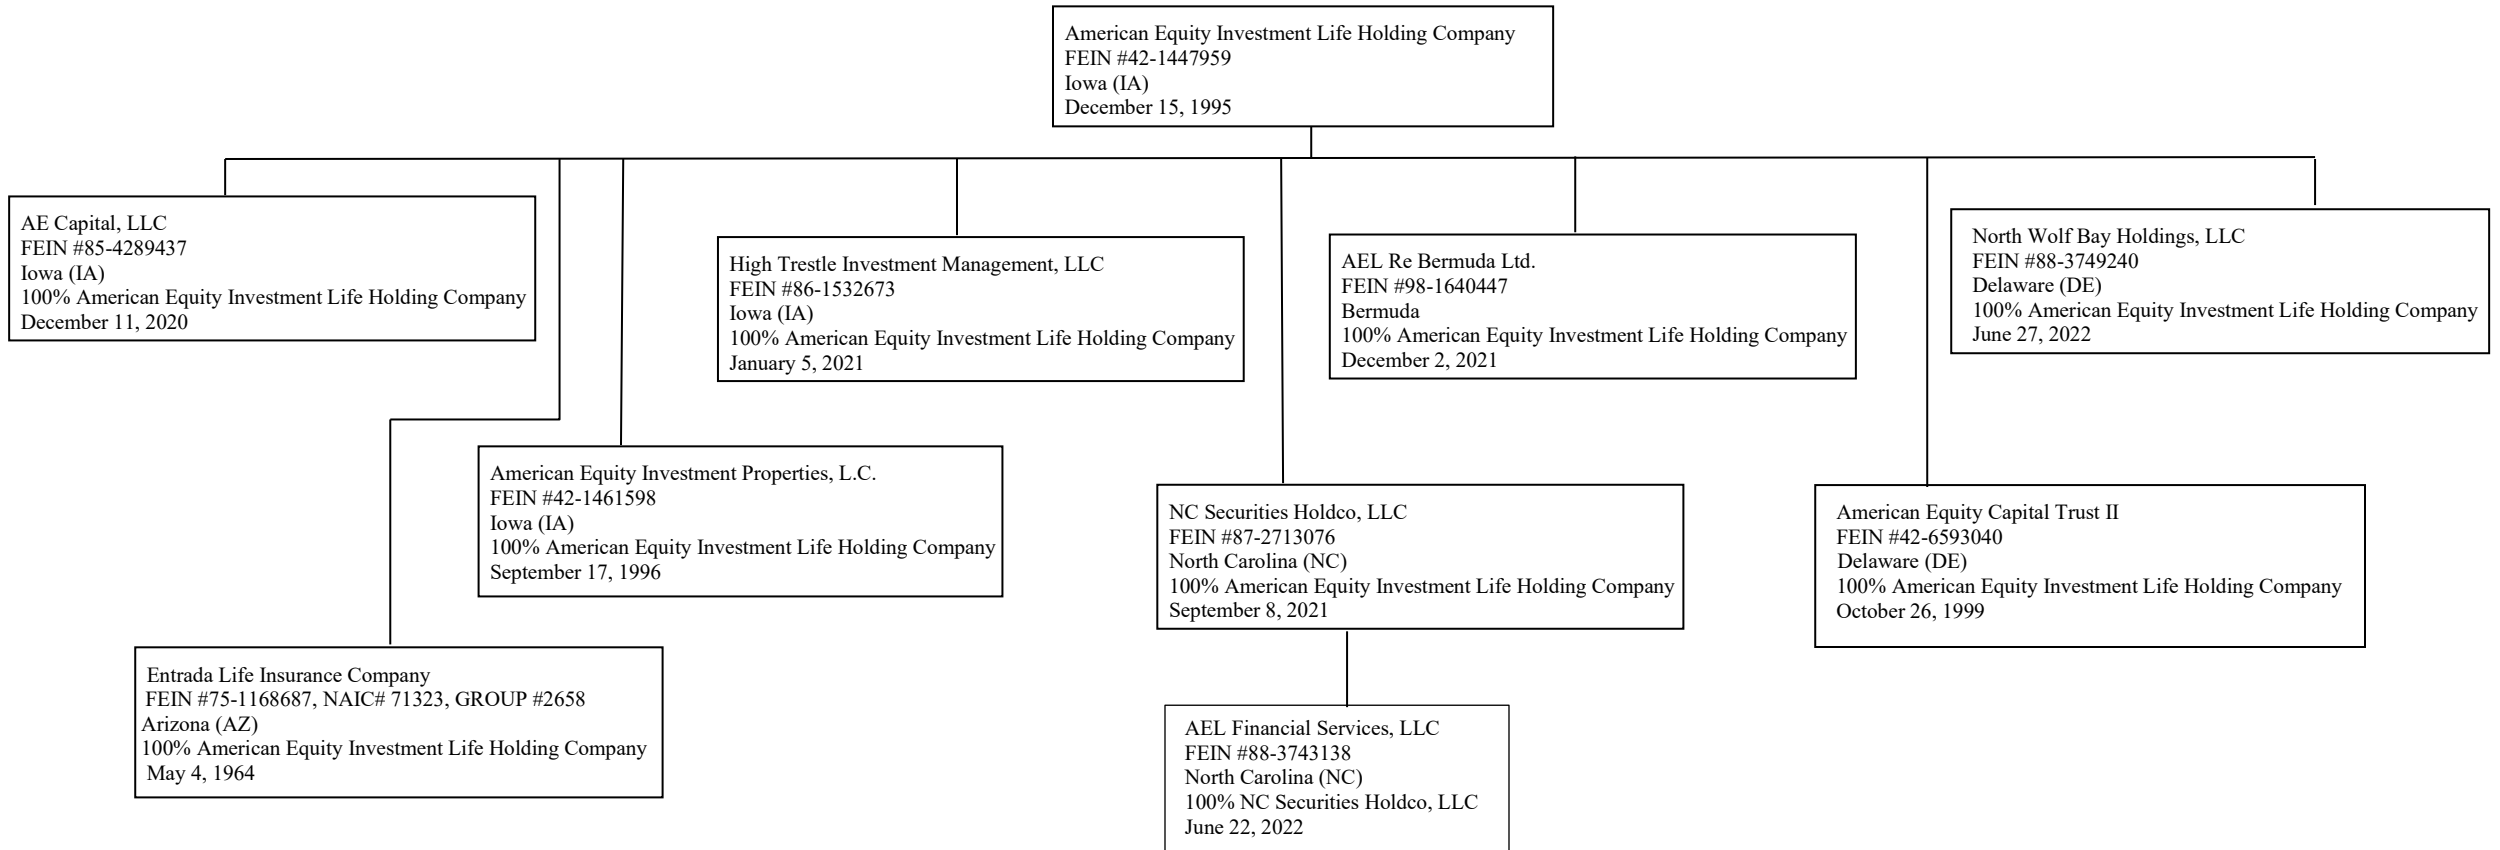 American Equity Investment Life Holding Company
FEIN #42-1447959
Iowa (IA)
December 15, 1995
AE Capital, LLC
FEIN #85-4289437
Iowa (IA)
100% American Equity Investment Life Holding Company
December 11, 2020
High Trestle Investment Management, LLC
FEIN #86-1532673
Iowa (IA)
100% American Equity Investment Life Holding Company
January 5, 2021
AEL Re Bermuda Ltd.
FEIN #98-1640447
Bermuda
100% American Equity Investment Life Holding Company
December 2, 2021
North Wolf Bay Holdings, LLC
FEIN #88-3749240
Delaware (DE)
100% American Equity Investment Life Holding Company
June 27, 2022
American Equity Investment Properties, L.C.
FEIN #42-1461598
Iowa (IA)
100% American Equity Investment Life Holding Company
September 17, 1996
NC Securities Holdco, LLC
FEIN #87-2713076
North Carolina (NC)
100% American Equity Investment Life Holding Company
September 8, 2021
American Equity Capital Trust II
FEIN #42-6593040
Delaware (DE)
100% American Equity Investment Life Holding Company
October 26, 1999
Entrada Life Insurance Company
FEIN #75-1168687, NAIC# 71323, GROUP #2658
Arizona (AZ)
100% American Equity Investment Life Holding Company
May 4, 1964
AEL Financial Services, LLC
FEIN #88-3743138
North Carolina (NC)
100% NC Securities Holdco, LLC
June 22, 2022